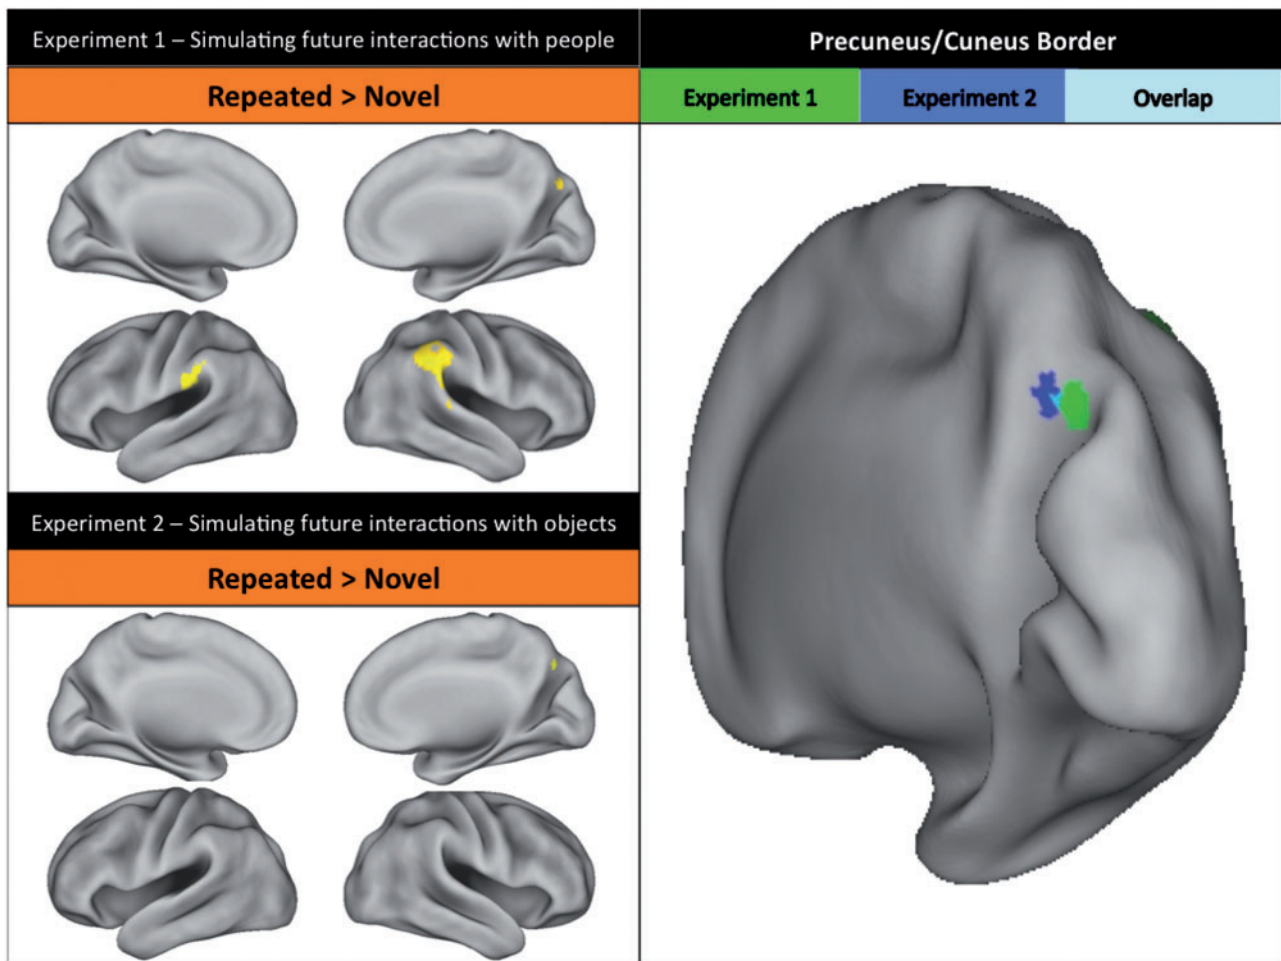 Experiment 1 – Simulating future interactions with people
Repeated > Novel
Experiment 2 – Simulating future interactions with objects
Repeated > Novel
Precuneus/Cuneus Border
Experiment 1
Experiment 2
Overlap